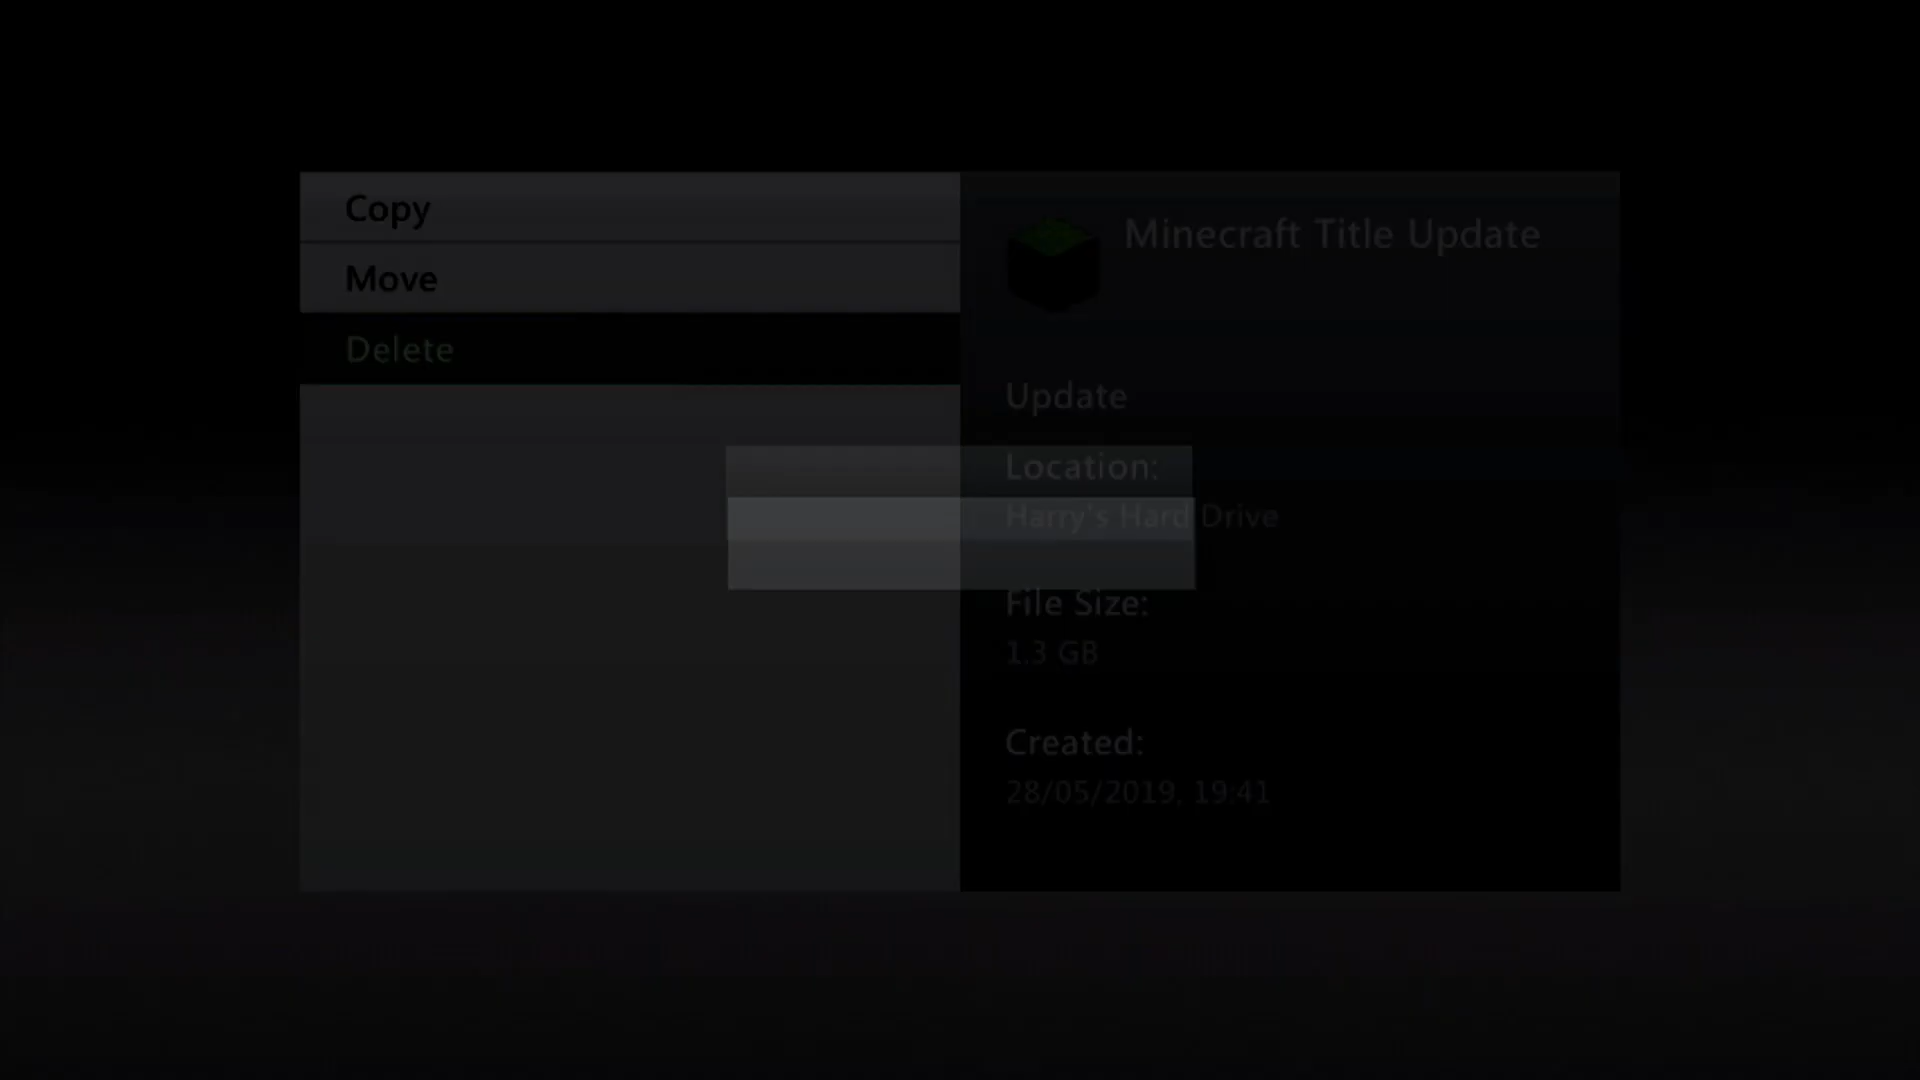 Copy
Move
Delete
Minecraft Title Update
Update
Location:
Harry's Hard Drive
File Size:
1.3 GB
Created:
28/05/2019, 19:41